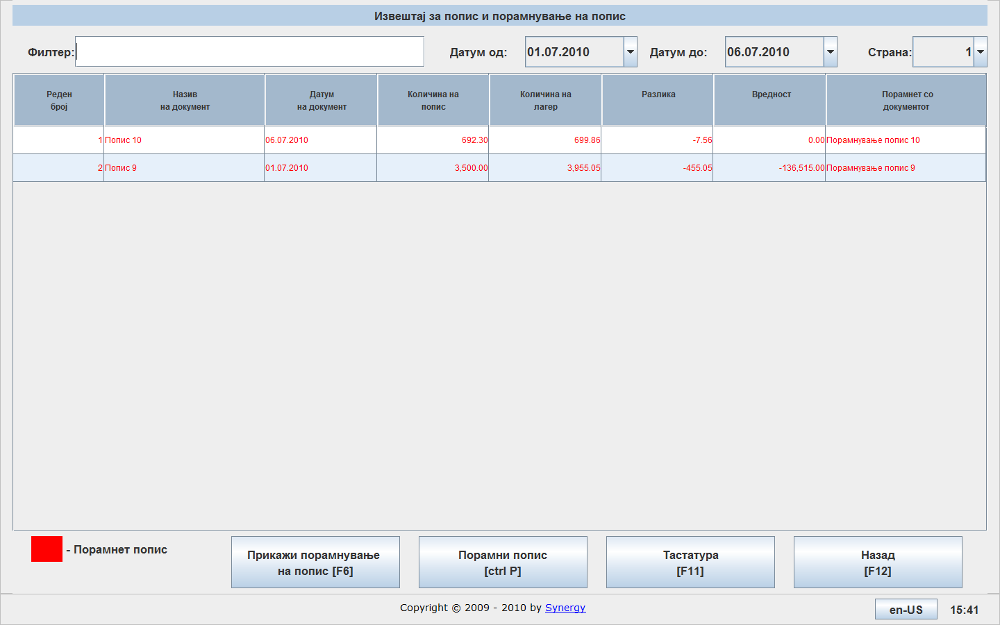 Извештај за попис и порамнување на попис
Филтер: Датум од: 01.07.2010 Датум до: 06.07.2010 Страна: 1
Реден број Назив на документ Датум на документ Количина на попис Количина на лагер Разлика Вредност Порамнет со документот
1 Попис 10 06.07.2010 692.30 699.86 -7.56 0.00 Порамнување попис 10
2 Попис 9 01.07.2010 3,500.00 3,955.05 -455.05 -136,515.00 Порамнување попис 9
- Порамнет попис
Прикажи порамнување
на попис [F6]
Порамни попис
[ctrl P]
Тастатура
[F11]
Назад
[F12]
Copyright © 2009 - 2010 by Synergy
en-US 15:41